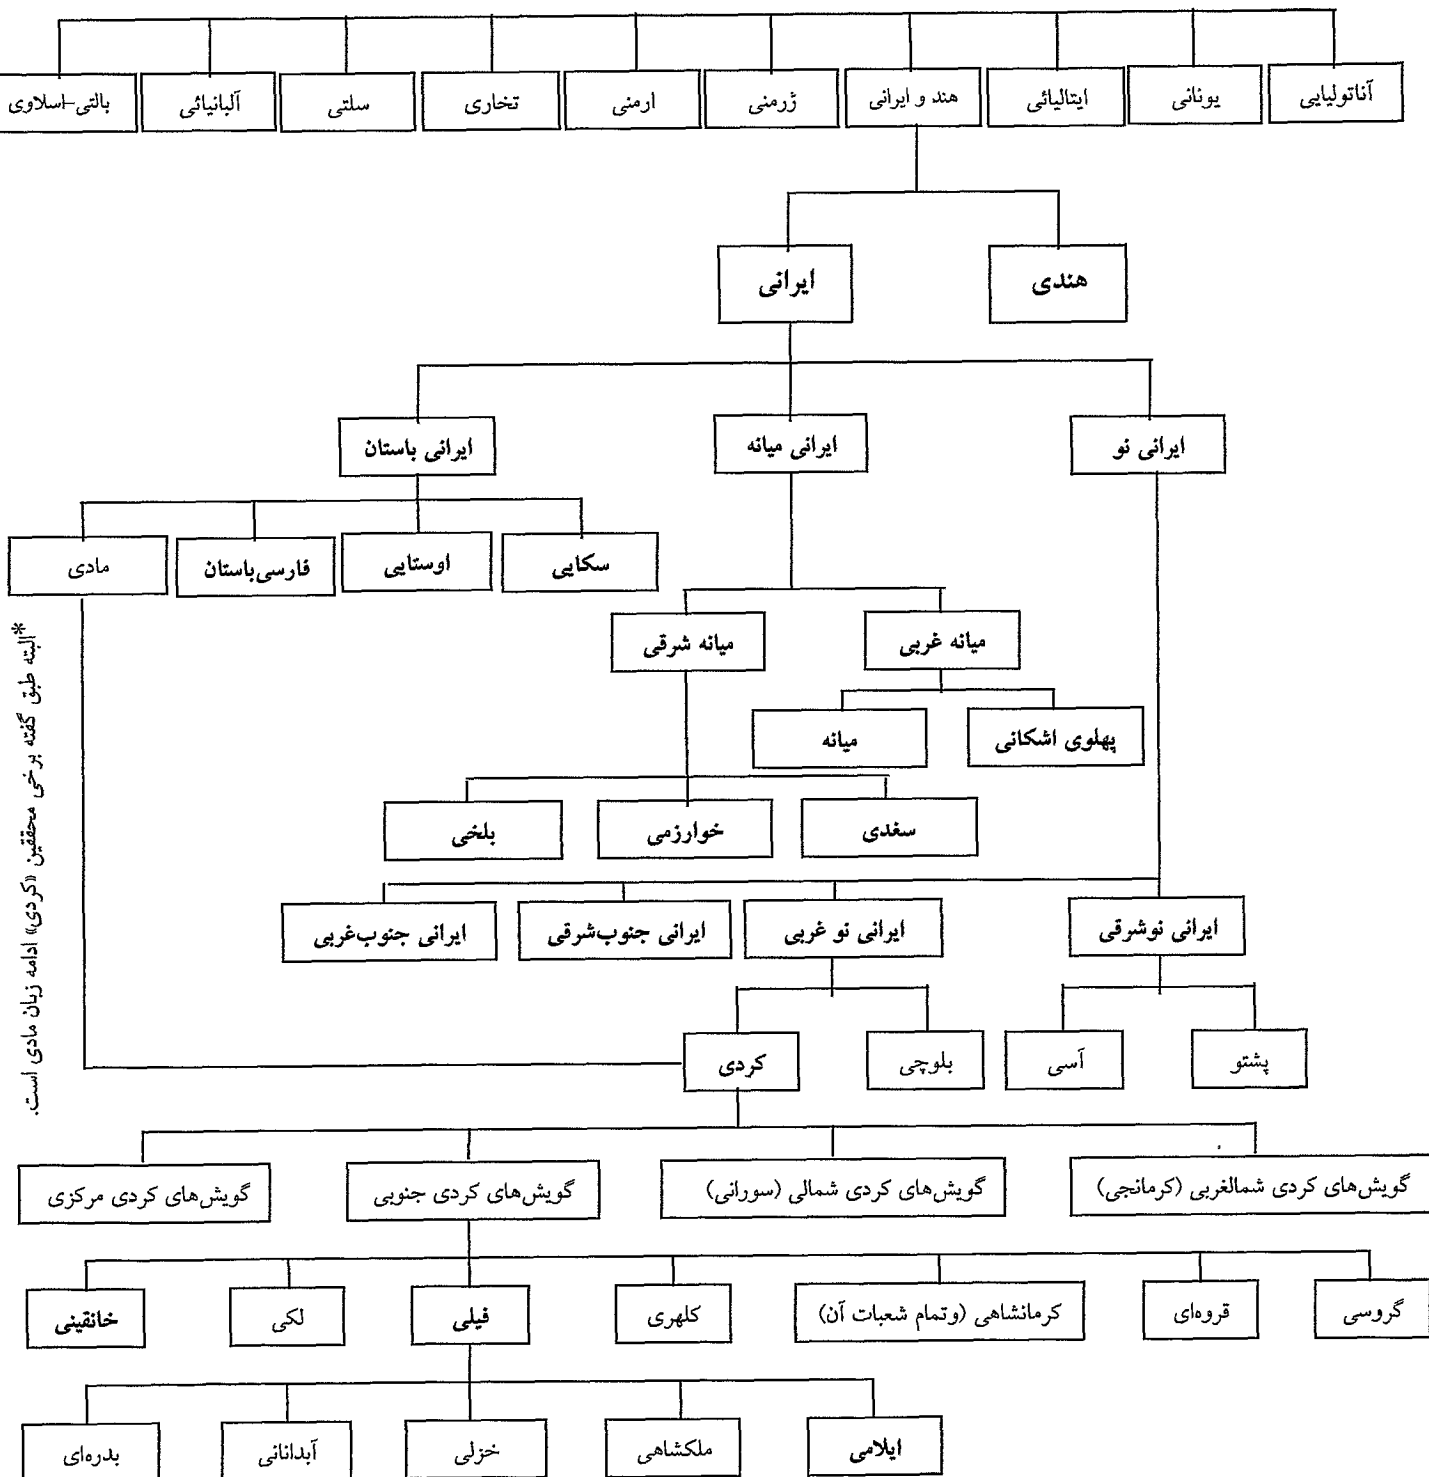 آناتولیایی
یونانی
ایتالیائی
هند و ایرانی
ژرمنی
ارمنی
تخاری
سلتی
آلبانیائی
بالتی-اسلاوی
هندی
ایرانی
ایرانی نو
ایرانی میانه
ایرانی باستان
سکایی
اوستایی
فارسی‌باستان
مادی
میانه غربی
میانه شرقی
پهلوی اشکانی
میانه
سغدی
خوارزمی
بلخی
ایرانی نوشرقی
ایرانی نو غربی
ایرانی جنوب‌شرقی
ایرانی جنوب‌غربی
پشتو
آسی
بلوچی
کردی
*البته طبق گفته برخی محققین «کردی» ادامه زبان مادی است.
گویش‌های کردی شمالغربی (کرمانجی)
گویش‌های کردی شمالی (سورانی)
گویش‌های کردی جنوبی
گویش‌های کردی مرکزی
گروسی
قروه‌ای
کرمانشاهی (وتمام شعبات آن)
کلهری
فیلی
لکی
خانقینی
ایلامی
ملکشاهی
خزلی
آبدانانی
بدره‌ای